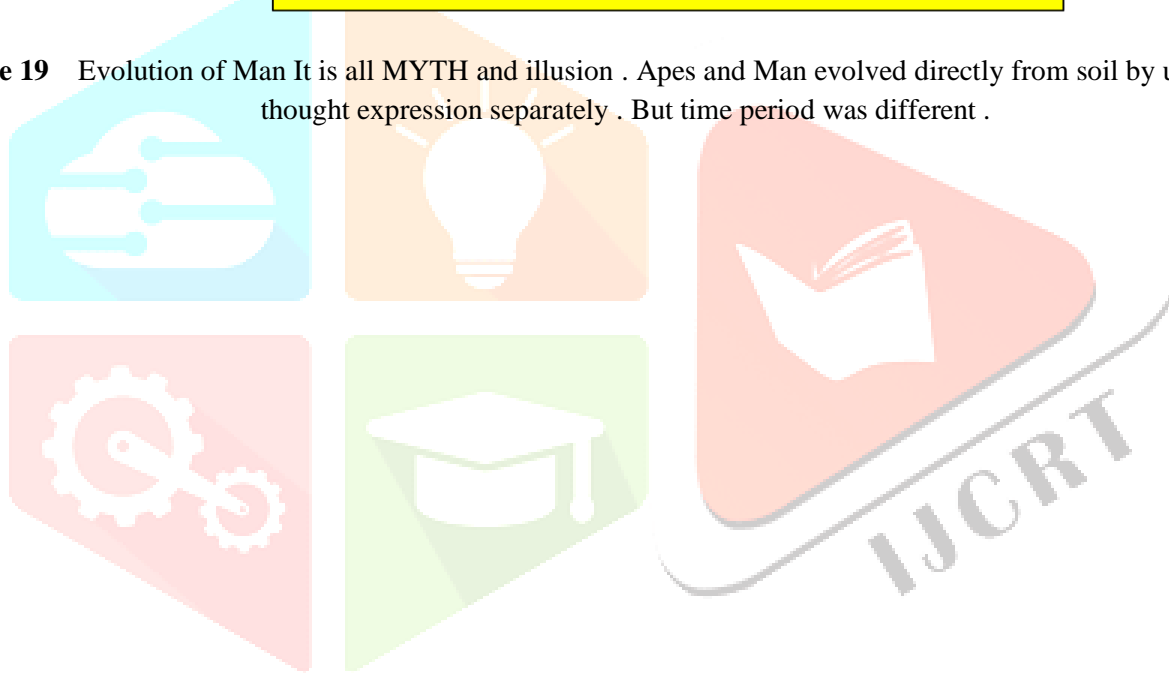 e 19 Evolution of Man It is all MYTH and illusion . Apes and Man evolved directly from soil by u
thought expression separately . But time period was different .
IJCRT